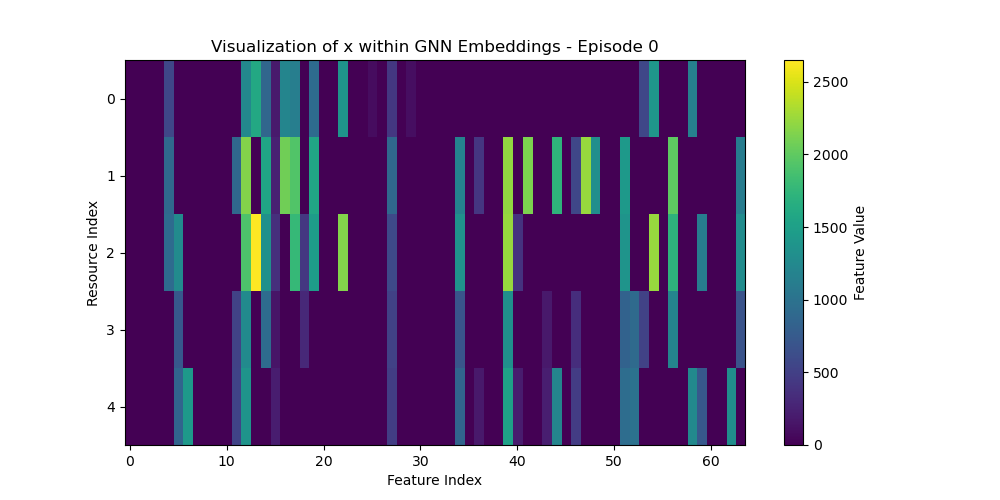 Visualization of x within GNN Embeddings - Episode 0
Resource Index
0
1
2
3
4
0 10 20 30 40 50 60
Feature Index
2500
2000
1500
1000
500
0
Feature Value